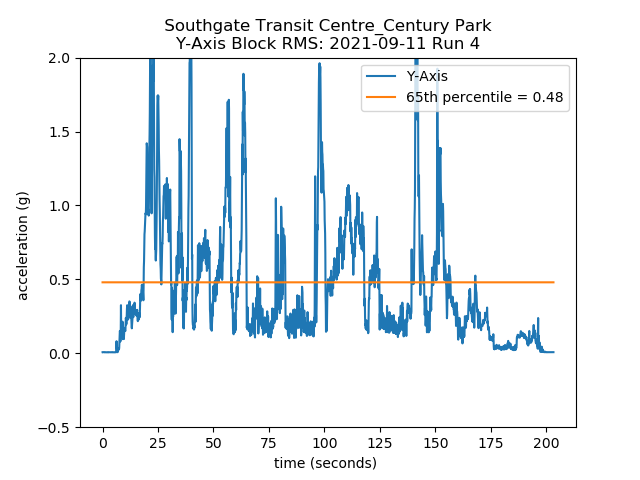 Southgate Transit Centre_Century Park
Y-Axis Block RMS: 2021-09-11 Run 4
2.0
1.5
1.0
0.5
0.0
−0.5
acceleration (g)
Y-Axis
65th percentile = 0.48
0 25 50 75 100 125 150 175 200
time (seconds)